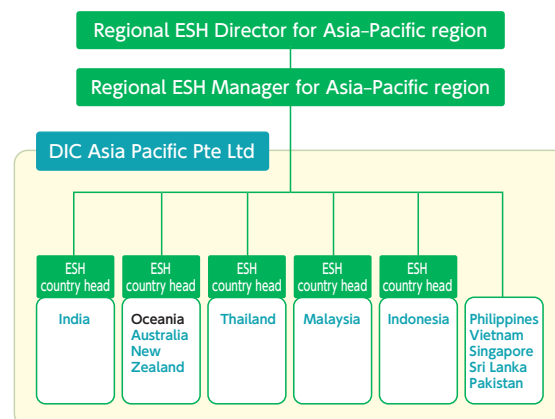 Regional ESH Director for Asia–Pacific region
Regional ESH Manager for Asia–Pacific region
DIC Asia Pacific Pte Ltd
ESH
country head
India
ESH
country head
Oceania
Australia
New
Zealand
ESH
country head
Thailand
ESH
country head
Malaysia
ESH
country head
Indonesia
Philippines
Vietnam
Singapore
Sri Lanka
Pakistan